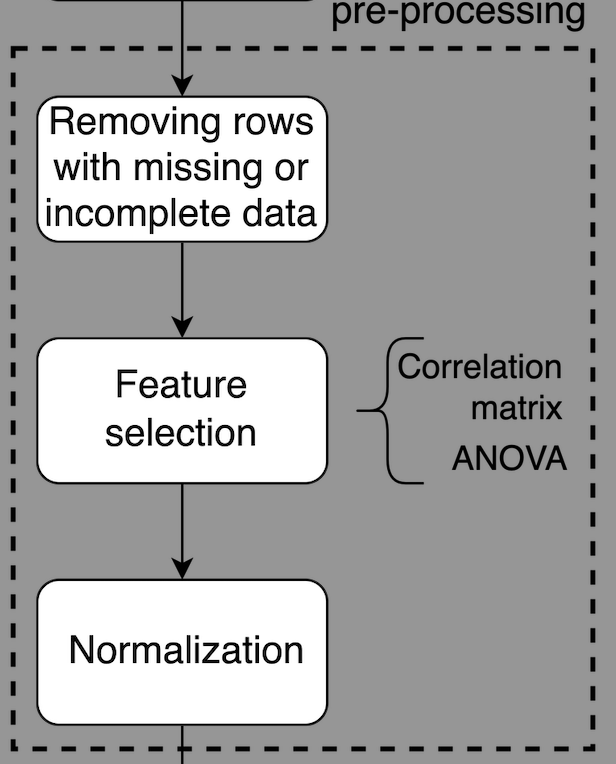 pre-processing
Removing rows
with missing or
incomplete data
Feature
selection
Correlation
matrix
ANOVA
Normalization